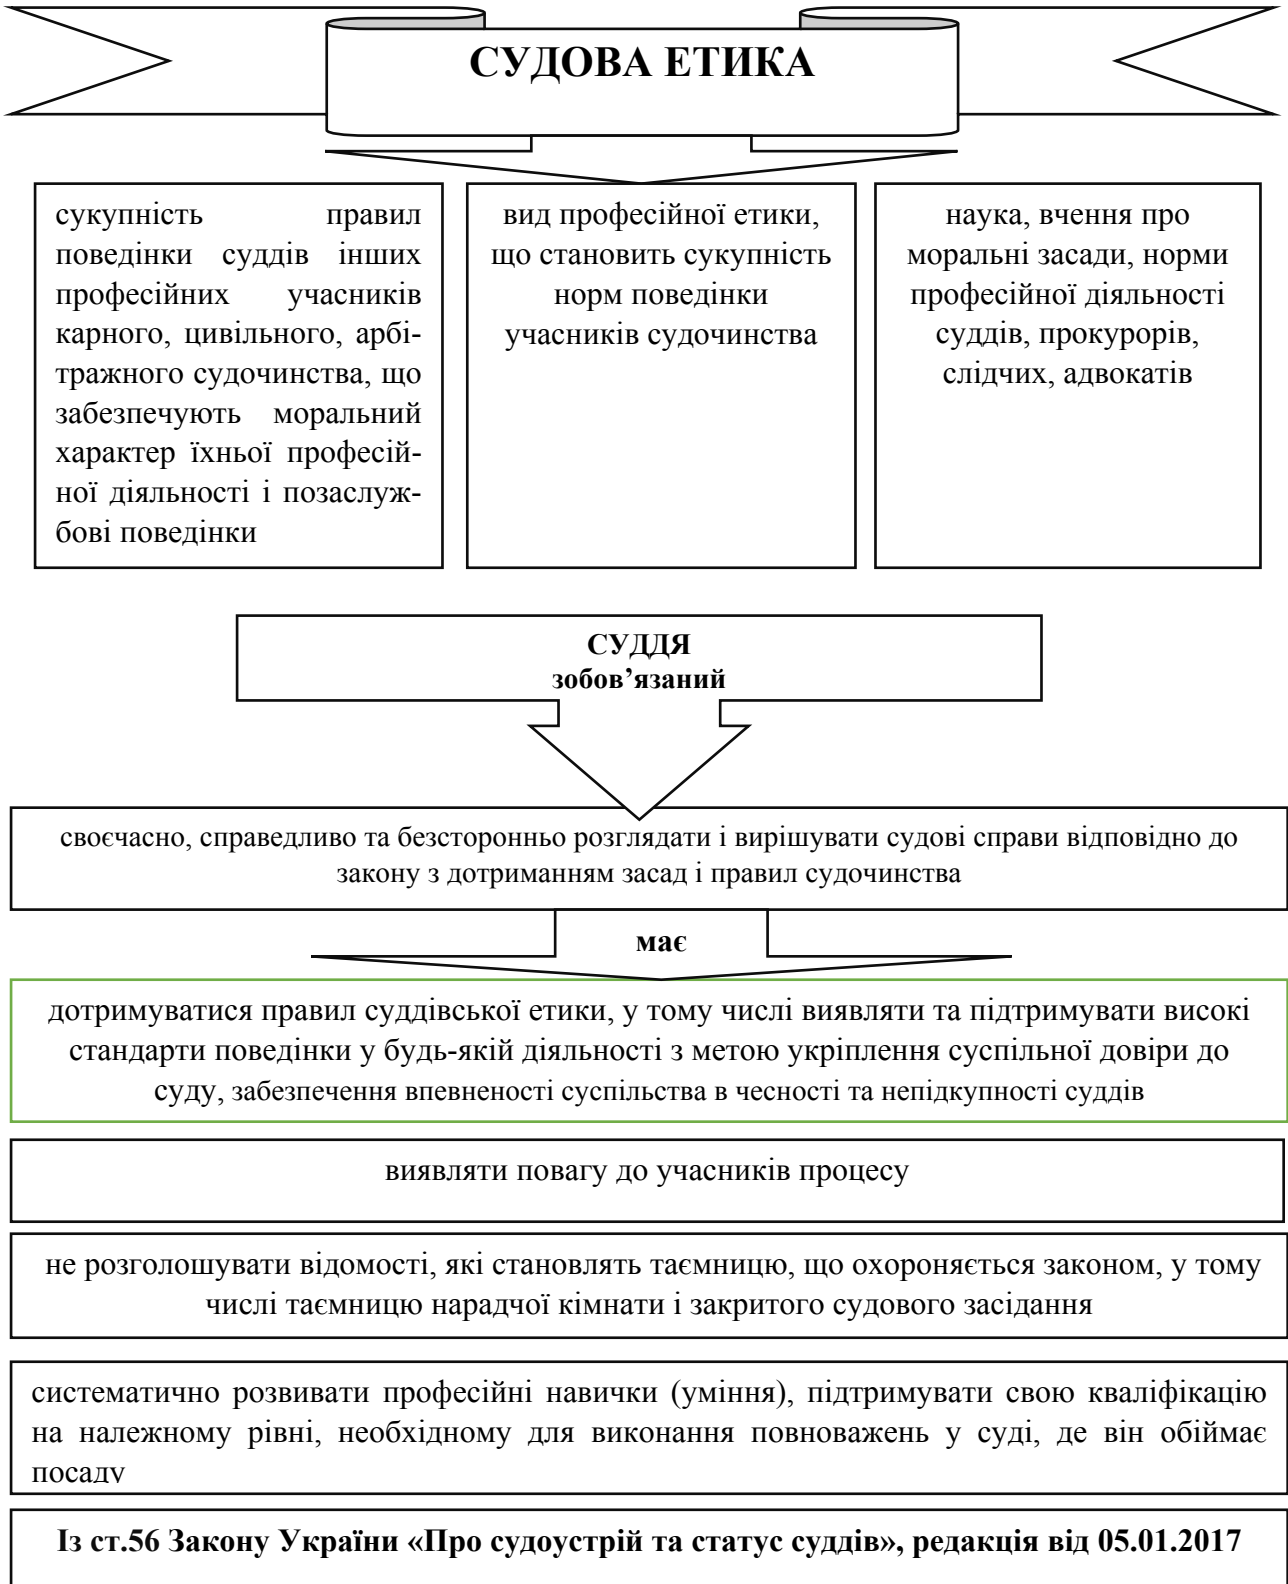 СУДОВА ЕТИКА
сукупність правил
поведінки суддів інших
професійних учасників
карного, цивільного, арбі-
тражного судочинства, що
забезпечують моральний
характер їхньої професій-
ної діяльності і позаслуж-
бові поведінки
вид професійної етики,
що становить сукупність
норм поведінки
учасників судочинства
наука, вчення про
моральні засади, норми
професійної діяльності
суддів, прокурорів,
слідчих, адвокатів
СУДДЯ
зобов’язаний
своєчасно, справедливо та безсторонньо розглядати і вирішувати судові справи відповідно до
закону з дотриманням засад і правил судочинства
має
дотримуватися правил суддівської етики, у тому числі виявляти та підтримувати високі
стандарти поведінки у будь-якій діяльності з метою укріплення суспільної довіри до
суду, забезпечення впевненості суспільства в чесності та непідкупності суддів
виявляти повагу до учасників процесу
не розголошувати відомості, які становлять таємницю, що охороняється законом, у тому
числі таємницю нарадчої кімнати і закритого судового засідання
систематично розвивати професійні навички (уміння), підтримувати свою кваліфікацію
на належному рівні, необхідному для виконання повноважень у суді, де він обіймає
посаду
Із ст.56 Закону України «Про судоустрій та статус суддів», редакція від 05.01.2017